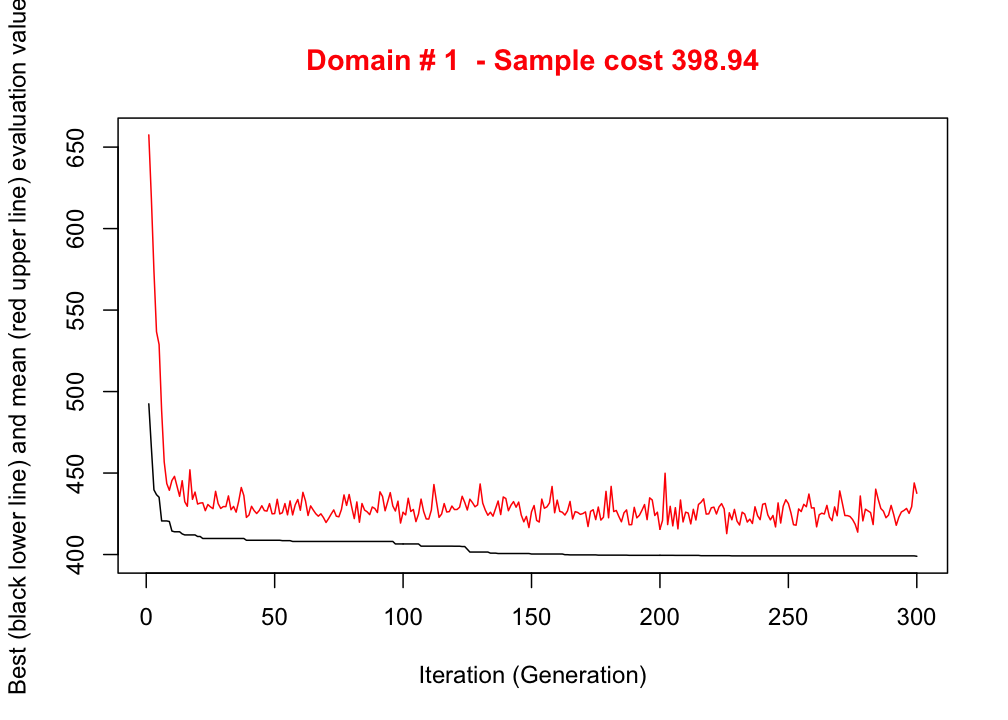 Domain # 1 - Sample cost 398.94
Best (black lower line) and mean (red upper line) evaluation value
650
600
550
500
450
400
0 50 100 150 200 250 300
Iteration (Generation)